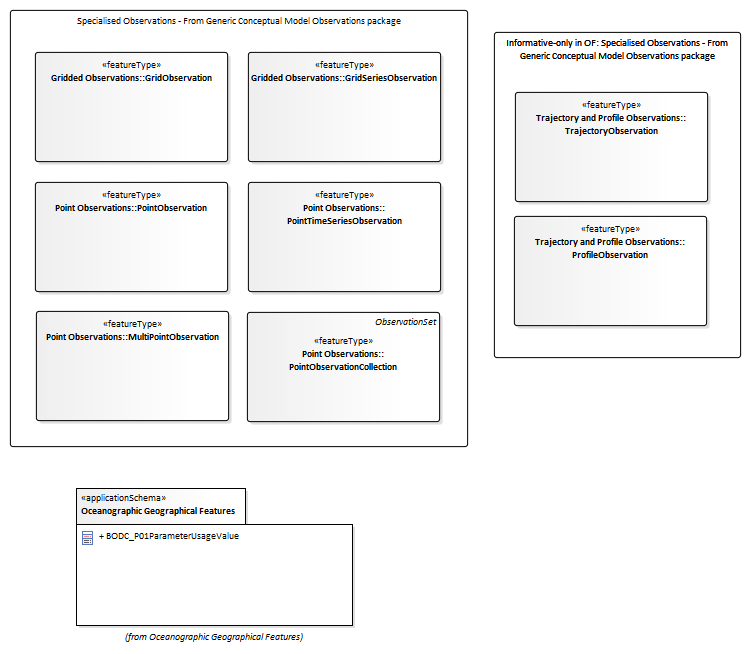 Specialised Observations - From Generic Conceptual Model Observations package
«featureType»
Gridded Observations::GridObservation
«featureType»
Gridded Observations::GridSeriesObservation
«featureType»
Point Observations::PointObservation
«featureType»
Point Observations::
PointTimeSeriesObservation
«featureType»
Point Observations::MultiPointObservation
ObservationSet
«featureType»
Point Observations::
PointObservationCollection
Informative-only in OF: Specialised Observations - From
Generic Conceptual Model Observations package
«featureType»
Trajectory and Profile Observations::
TrajectoryObservation
«featureType»
Trajectory and Profile Observations::
ProfileObservation
«applicationSchema»
Oceanographic Geographical Features
+ BODC_P01ParameterUsageValue
(from Oceanographic Geographical Features)